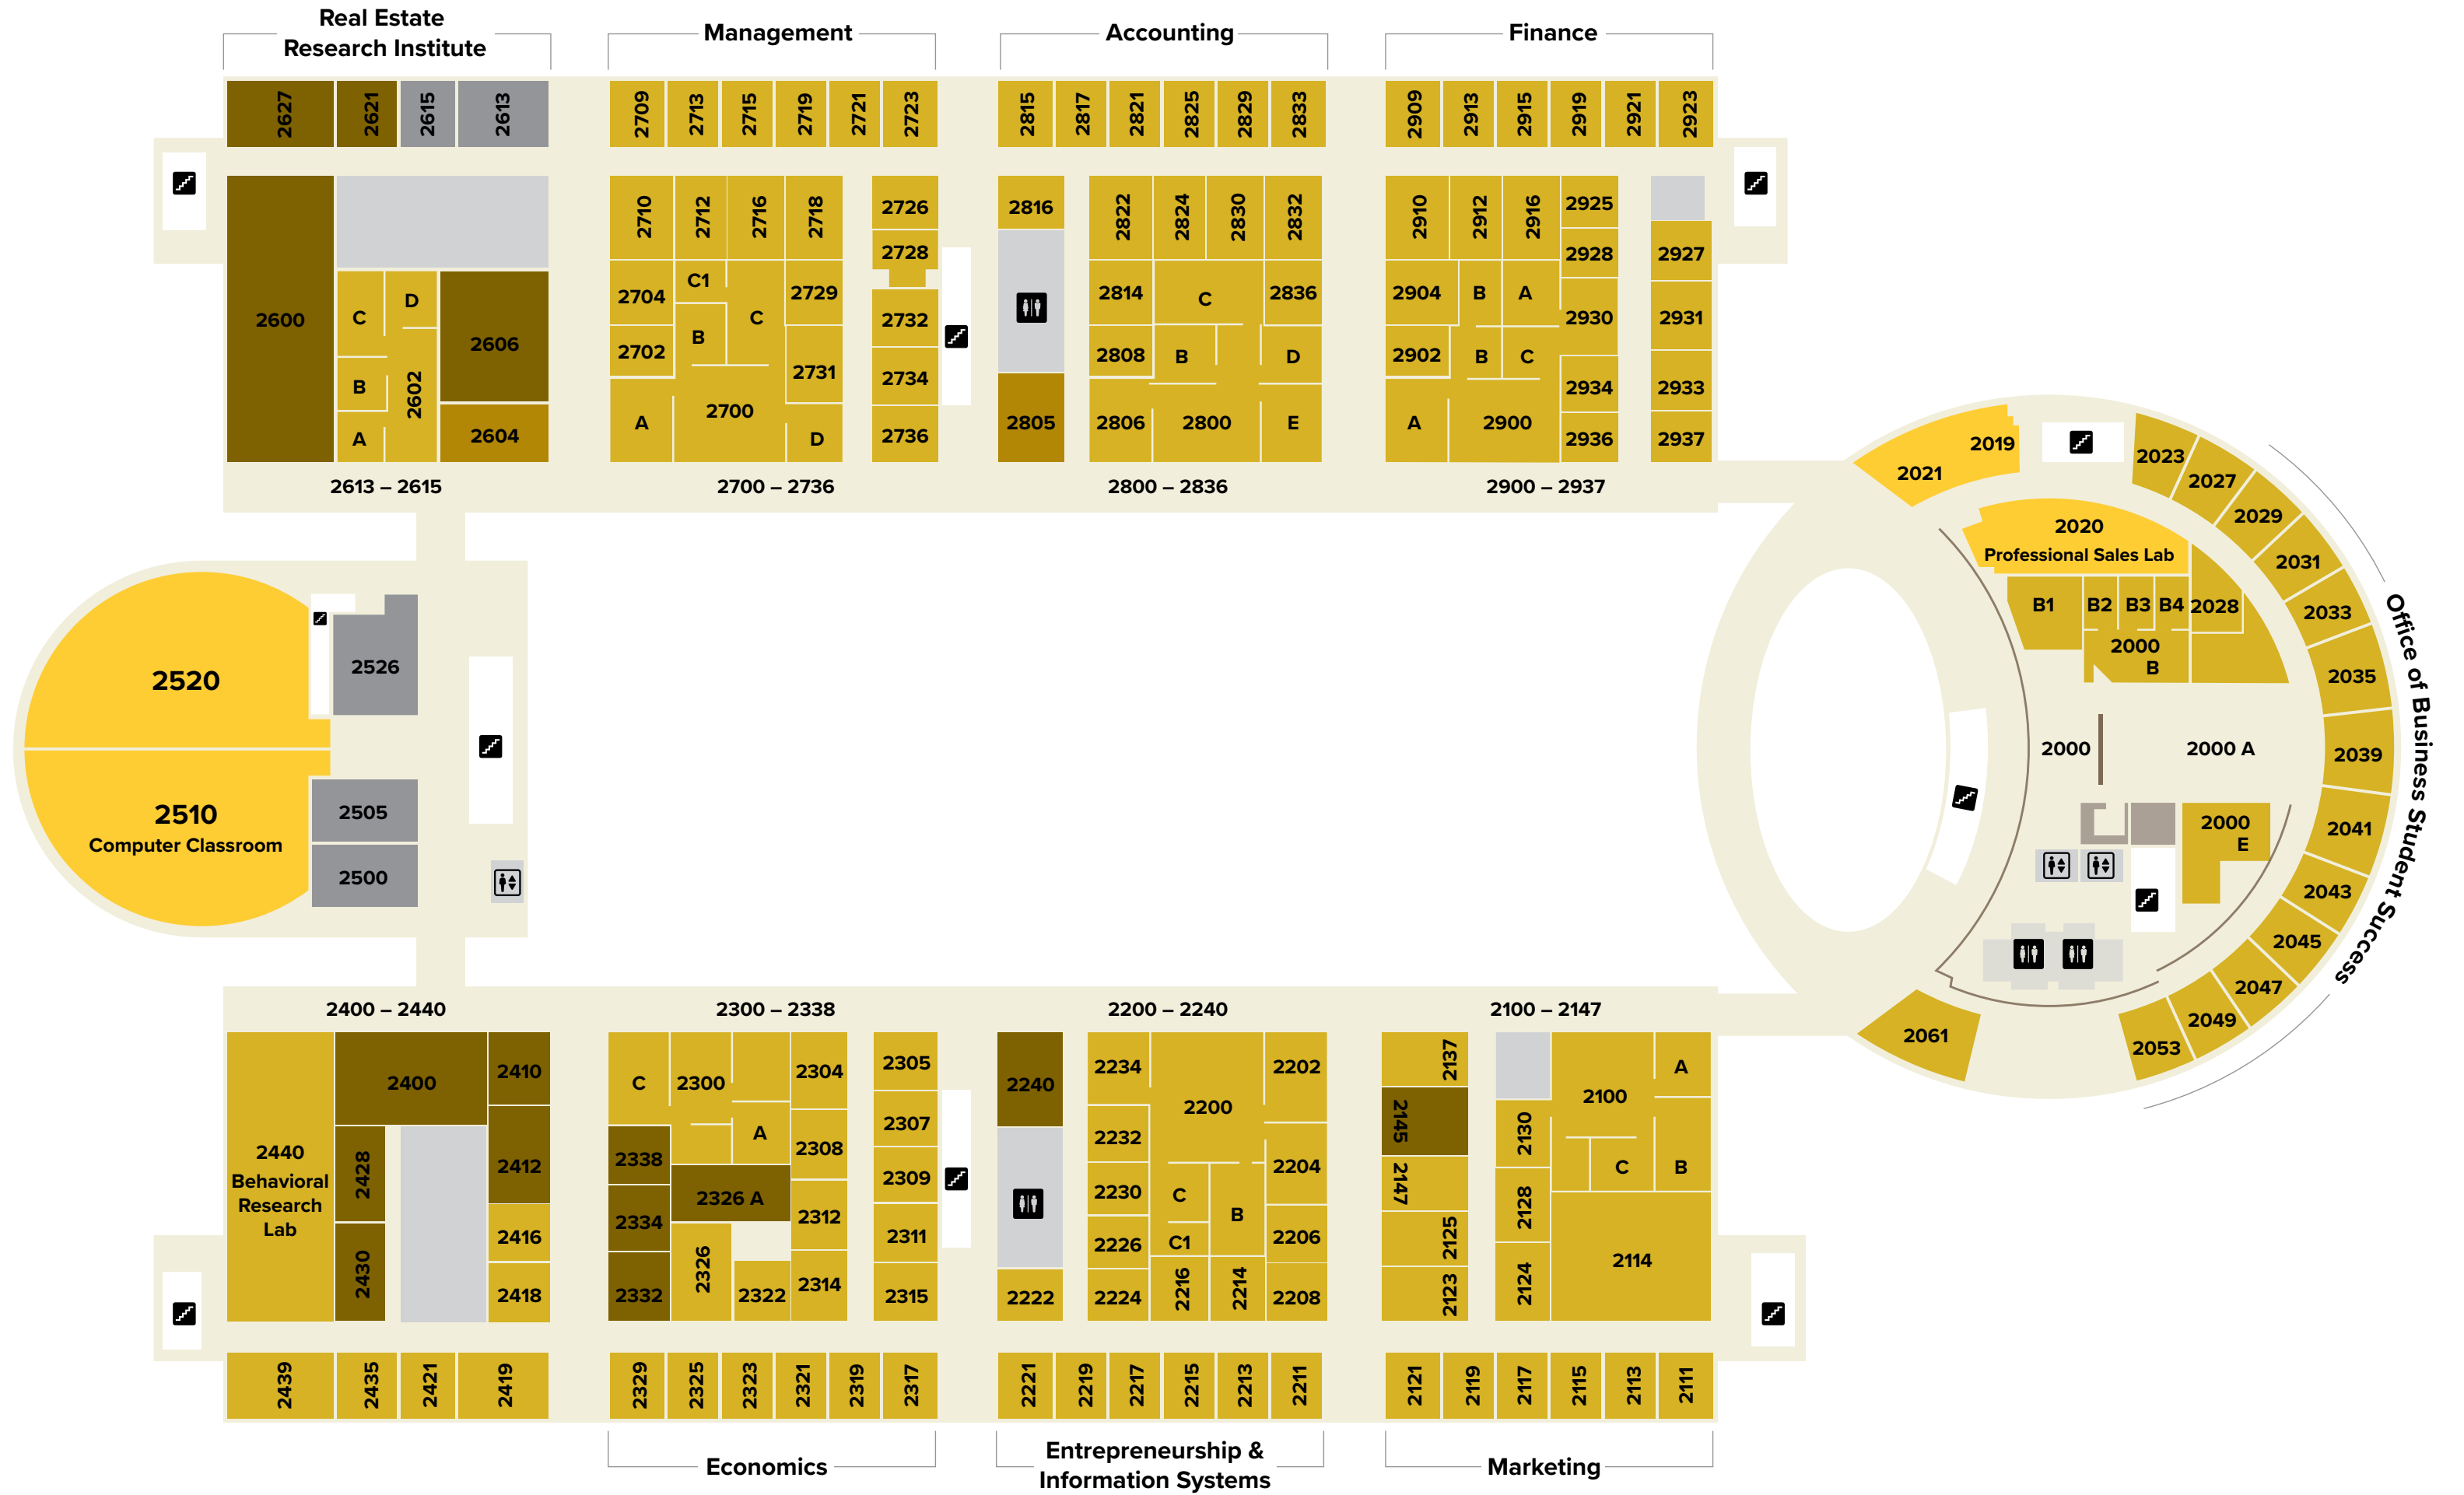 Real Estate
Research Institute
Management
Accounting
Finance
2627
2621
2615
2613
2709
2713
2715
2719
2721
2723
2815
2817
2821
2825
2829
2833
2909
2913
2915
2919
2921
2923
2600
C
D
B
A
2602
2606
2604
2710
2712
2716
2718
2726
2728
2704
C1
C
2729
2732
2702
B
2731
2734
A
2700
D
2736
2816
2805
2822
2824
2830
2832
2814
C
2836
2808
B
D
2806
2800
E
2910
2912
2916
2925
2928
2927
2904
B
A
2930
2931
2902
B
C
2934
2933
A
2900
2936
2937
2613 – 2615
2700 – 2736
2800 – 2836
2900 – 2937
2520
2526
2510
Computer Classroom
2505
2500
2019
2021
2023
2027
2029
2031
2033
2035
2039
2041
2043
2045
2047
2049
2053
2061
2020
Professional Sales Lab
B1
B2
B3
B4
2028
2000
B
2000
2000 A
2000
E
Office of Business Student Success
2400 – 2440
2300 – 2338
2200 – 2240
2100 – 2147
2440
Behavioral
Research
Lab
2400
2410
2428
2412
2430
2416
2418
C
2300
2304
2305
A
2307
2338
2308
2309
2326 A
2334
2312
2311
2326
2332
2322
2314
2315
2240
2222
2234
2200
2202
2232
2204
2230
C
B
2226
C1
2206
2224
2216
2214
2208
2137
2145
2147
2125
2123
2130
2128
2124
2100
A
C
B
2114
2439
2435
2421
2419
2329
2325
2323
2321
2319
2317
2221
2219
2217
2215
2213
2211
2121
2119
2117
2115
2113
2111
Economics
Entrepreneurship &
Information Systems
Marketing